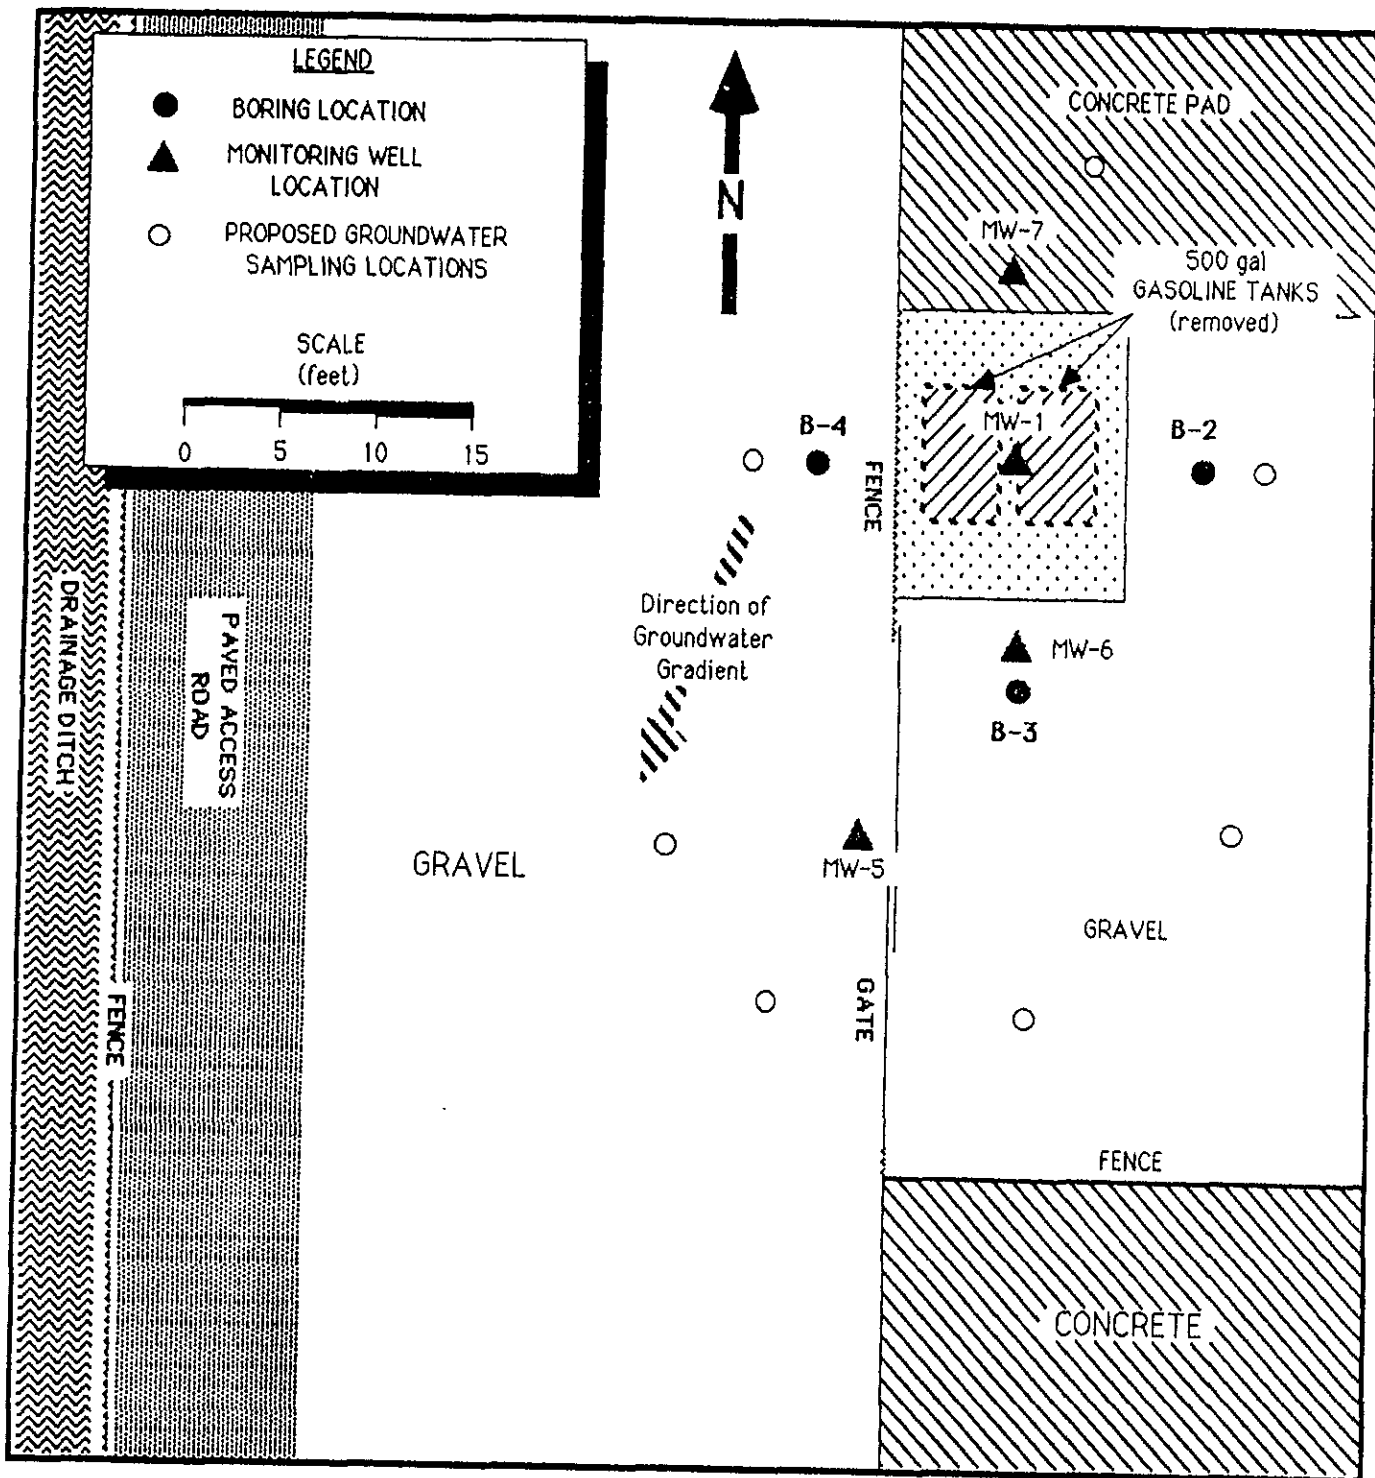 LEGEND
BORING LOCATION
MONITORING WELL
LOCATION
PROPOSED GROUNDWATER
SAMPLING LOCATIONS
SCALE
(feet)
0 5 10 15
N
CONCRETE PAD
MW-7
500 gal
GASOLINE TANKS
(removed)
MW-1
B-4
B-2
FENCE
Direction of
Groundwater
Gradient
MW-6
B-3
DRAINAGE DITCH
PAVED ACCESS
ROAD
GRAVEL
MW-5
GRAVEL
GATE
FENCE
FENCE
CONCRETE